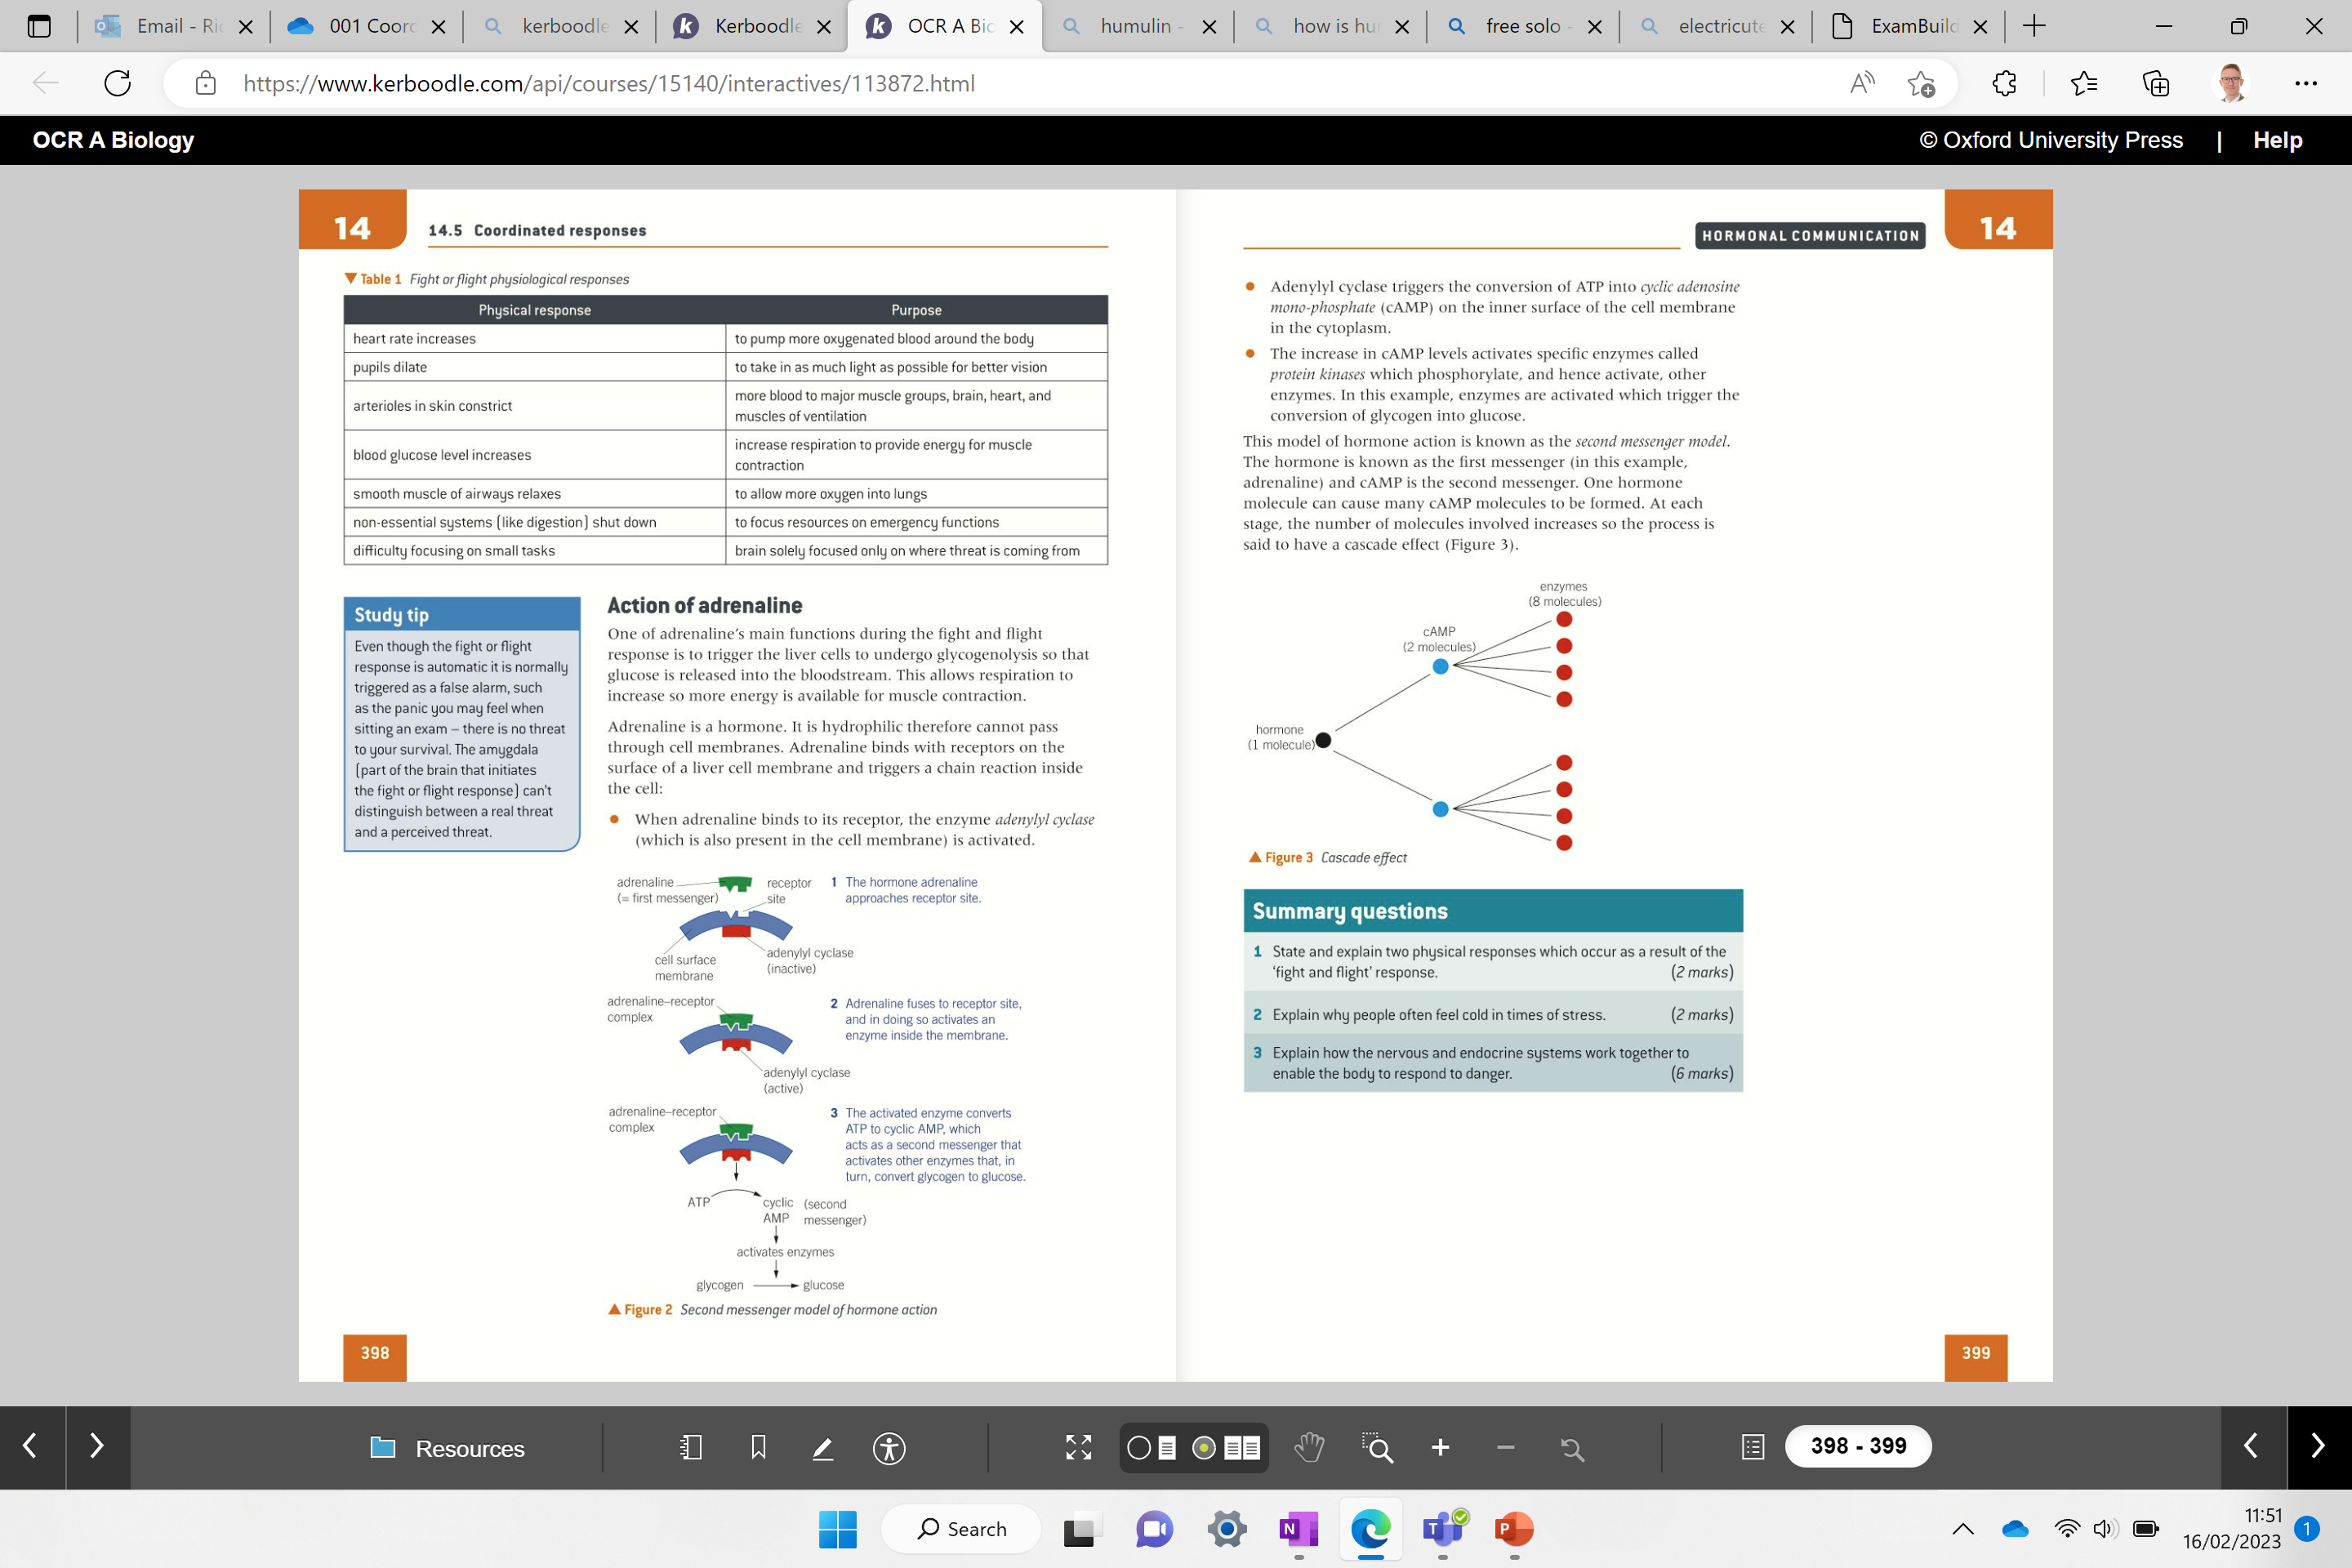 Email - Ri
001 Coord
kerboodle
Kerboodle
OCR A Bio
humulin -
how is hu
free solo -
electricute
ExamBuild
https://www.kerboodle.com/api/courses/15140/interactives/113872.html
OCR A Biology
© Oxford University Press | Help
14
14.5 Coordinated responses
▼ Table 1 Fight or flight physiological responses
Physical response Purpose
heart rate increases to pump more oxygenated blood around the body
pupils dilate to take in as much light as possible for better vision
arterioles in skin constrict more blood to major muscle groups, brain, heart, and
muscles of ventilation
blood glucose level increases increase respiration to provide energy for muscle
contraction
smooth muscle of airways relaxes to allow more oxygen into lungs
non-essential systems (like digestion) shut down to focus resources on emergency functions
difficulty focusing on small tasks brain solely focused only on where threat is coming from
Study tip
Even though the fight or flight
response is automatic it is normally
triggered as a false alarm, such
as the panic you may feel when
sitting an exam – there is no threat
to your survival. The amygdala
(part of the brain that initiates
the fight or flight response) can't
distinguish between a real threat
and a perceived threat.
Action of adrenaline
One of adrenaline's main functions during the fight and flight
response is to trigger the liver cells to undergo glycogenolysis so that
glucose is released into the bloodstream. This allows respiration to
increase so more energy is available for muscle contraction.
Adrenaline is a hormone. It is hydrophilic therefore cannot pass
through cell membranes. Adrenaline binds with receptors on the
surface of a liver cell membrane and triggers a chain reaction inside
the cell:
• When adrenaline binds to its receptor, the enzyme adenylyl cyclase
(which is also present in the cell membrane) is activated.
adrenaline
(= first messenger)
receptor
site
cell surface
membrane
adenylyl cyclase
(inactive)
1 The hormone adrenaline
approaches receptor site.
adrenaline–receptor
complex
adenylyl cyclase
(active)
2 Adrenaline fuses to receptor site,
and in doing so activates an
enzyme inside the membrane.
adrenaline–receptor
complex
3 The activated enzyme converts
ATP to cyclic AMP, which
acts as a second messenger that
activates other enzymes that, in
turn, convert glycogen to glucose.
ATP
cyclic (second
AMP messenger)
activates enzymes
glycogen glucose
▲ Figure 2 Second messenger model of hormone action
398
HORMONAL COMMUNICATION
14
• Adenylyl cyclase triggers the conversion of ATP into cyclic adenosine
mono-phosphate (cAMP) on the inner surface of the cell membrane
in the cytoplasm.
• The increase in cAMP levels activates specific enzymes called
protein kinases which phosphorylate, and hence activate, other
enzymes. In this example, enzymes are activated which trigger the
conversion of glycogen into glucose.
This model of hormone action is known as the second messenger model.
The hormone is known as the first messenger (in this example,
adrenaline) and cAMP is the second messenger. One hormone
molecule can cause many cAMP molecules to be formed. At each
stage, the number of molecules involved increases so the process is
said to have a cascade effect (Figure 3).
enzymes
(8 molecules)
cAMP
(2 molecules)
hormone
(1 molecule)
▲ Figure 3 Cascade effect
Summary questions
1 State and explain two physical responses which occur as a result of the
'fight and flight' response. (2 marks)
2 Explain why people often feel cold in times of stress. (2 marks)
3 Explain how the nervous and endocrine systems work together to
enable the body to respond to danger. (6 marks)
399
Resources
398 - 399
Search
11:51
16/02/2023
1